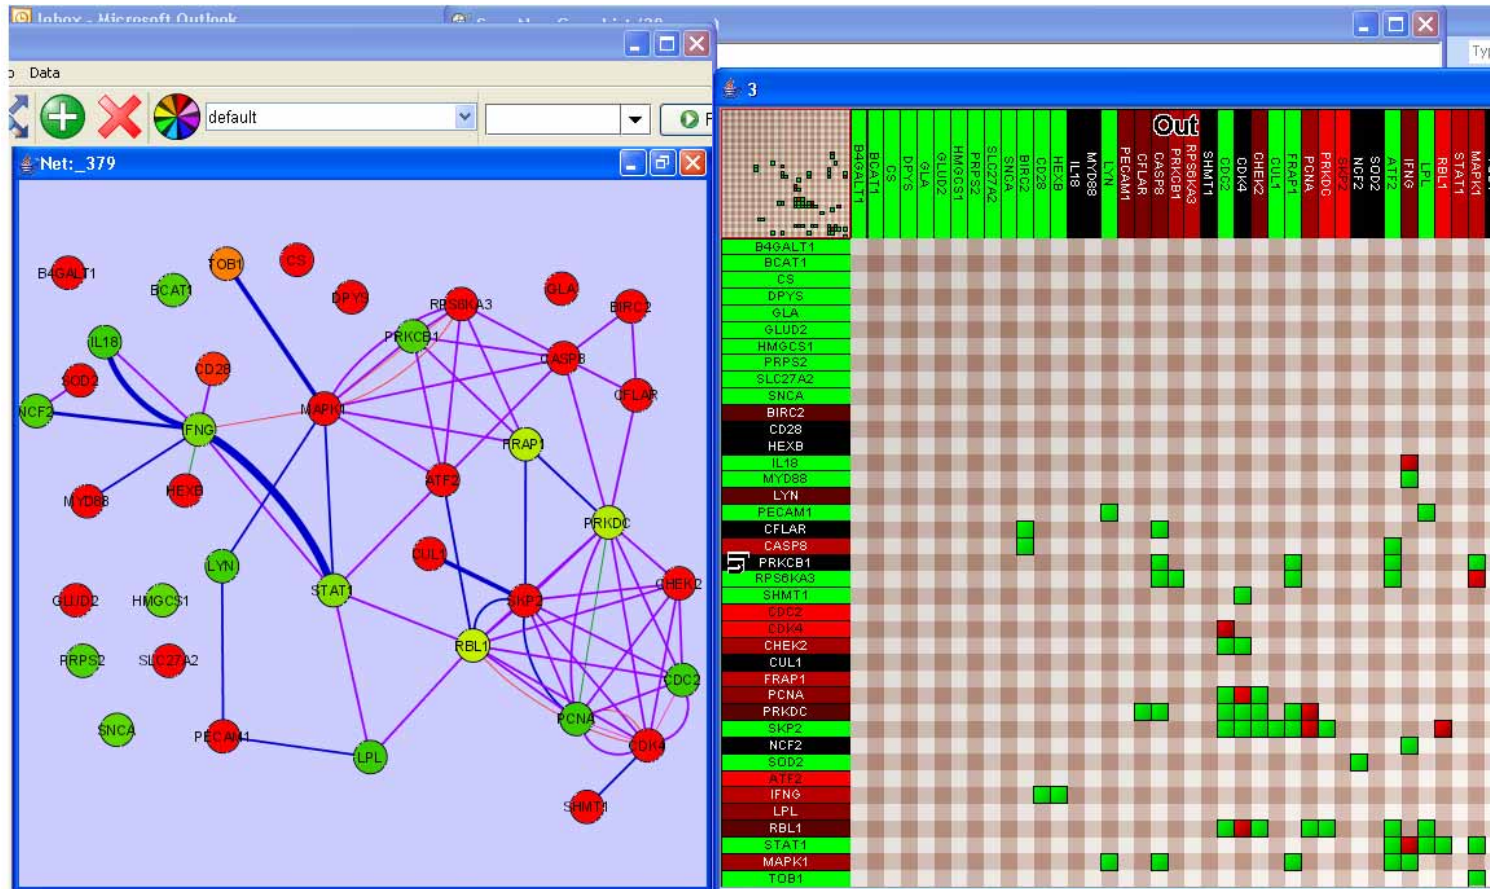 Inbox - Microsoft Outlook
Data
default
Typ
Net:_379
3
B4GALT1
TOB1
CS
BCAT1
DPYS
RPS6KA3
GLA
BIRC2
IL18
PRKCB1
SOD2
CD28
CASP8
NCF2
MAPK1
CFLAR
IFNG
FRAP1
MYD88
HEXB
ATF2
PRKDC
CUL1
LYN
STAT1
CHEK2
GLUD2
HMGCS1
SKP2
PRPS2
SLC27A2
RBL1
CDC2
SNCA
PECAM1
LPL
PCNA
CDK4
SHMT1
Out
B4GALT1
BCAT1
CS
DPYS
GLA
GLUD2
HMGCS1
PRPS2
SLC27A2
SNCA
BIRC2
CD28
HEXB
IL18
MYD88
LYN
PECAM1
CFLAR
CASP8
PRKCB1
RPS6KA3
SHMT1
CDC2
CDK4
CHEK2
CUL1
FRAP1
PCNA
PRKDC
SKP2
NCF2
SOD2
ATF2
IFNG
LPL
RBL1
STAT1
MAPK1
In
B4GALT1
BCAT1
CS
DPYS
GLA
GLUD2
HMGCS1
PRPS2
SLC27A2
SNCA
BIRC2
CD28
HEXB
IL18
MYD88
LYN
PECAM1
CFLAR
CASP8
PRKCB1
RPS6KA3
SHMT1
CDC2
CDK4
CHEK2
CUL1
FRAP1
PCNA
PRKDC
SKP2
NCF2
SOD2
ATF2
IFNG
LPL
RBL1
STAT1
MAPK1
TOB1